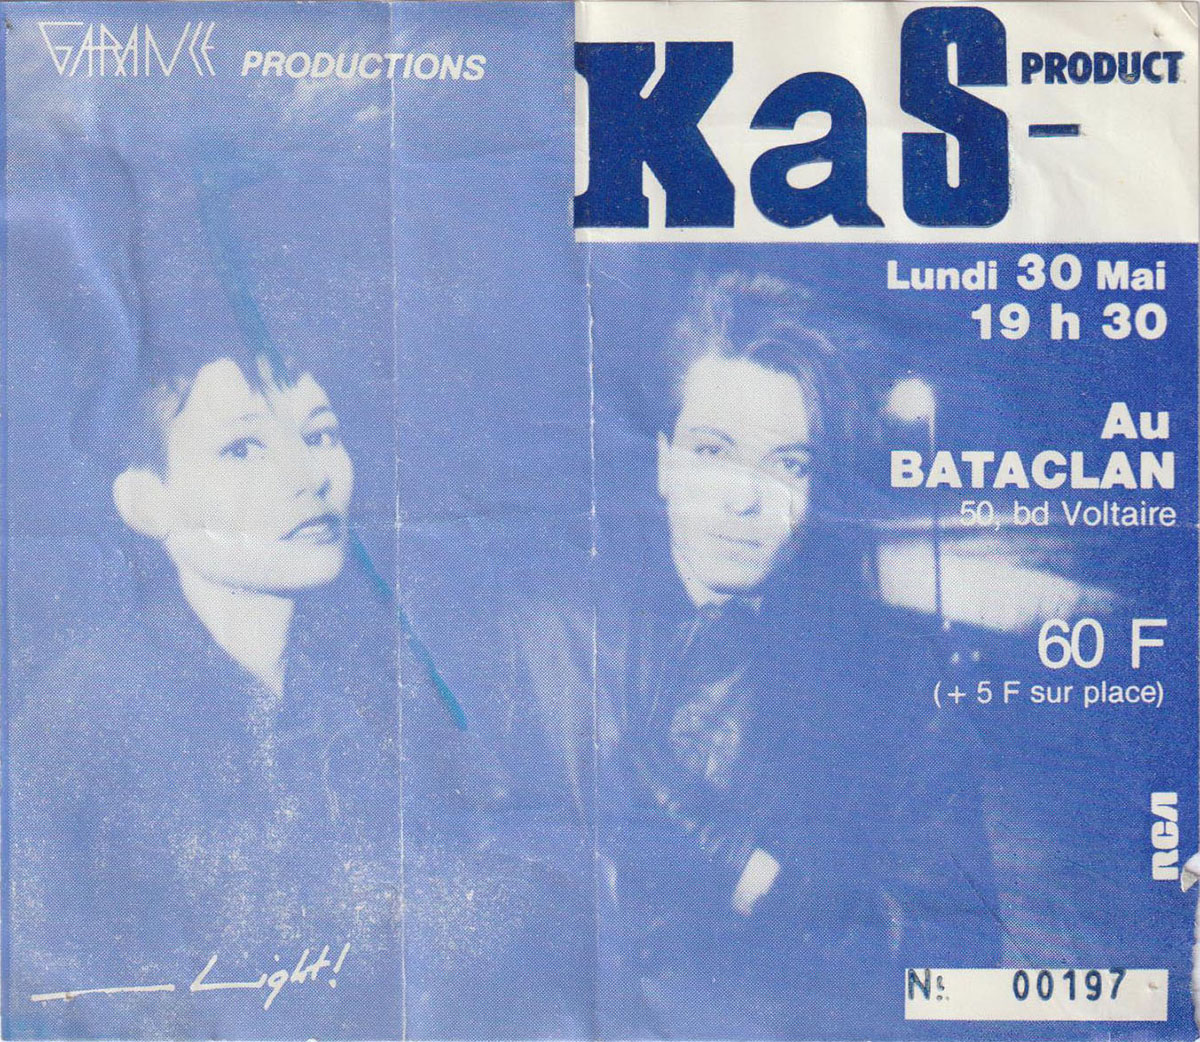 GARANCE PRODUCTIONS
KaS-
PRODUCT
Lundi 30 Mai
19 h 30
Au
BATACLAN
50, bd Voltaire
60 F
(+ 5 F sur place)
RCA
Light!
N° 00197